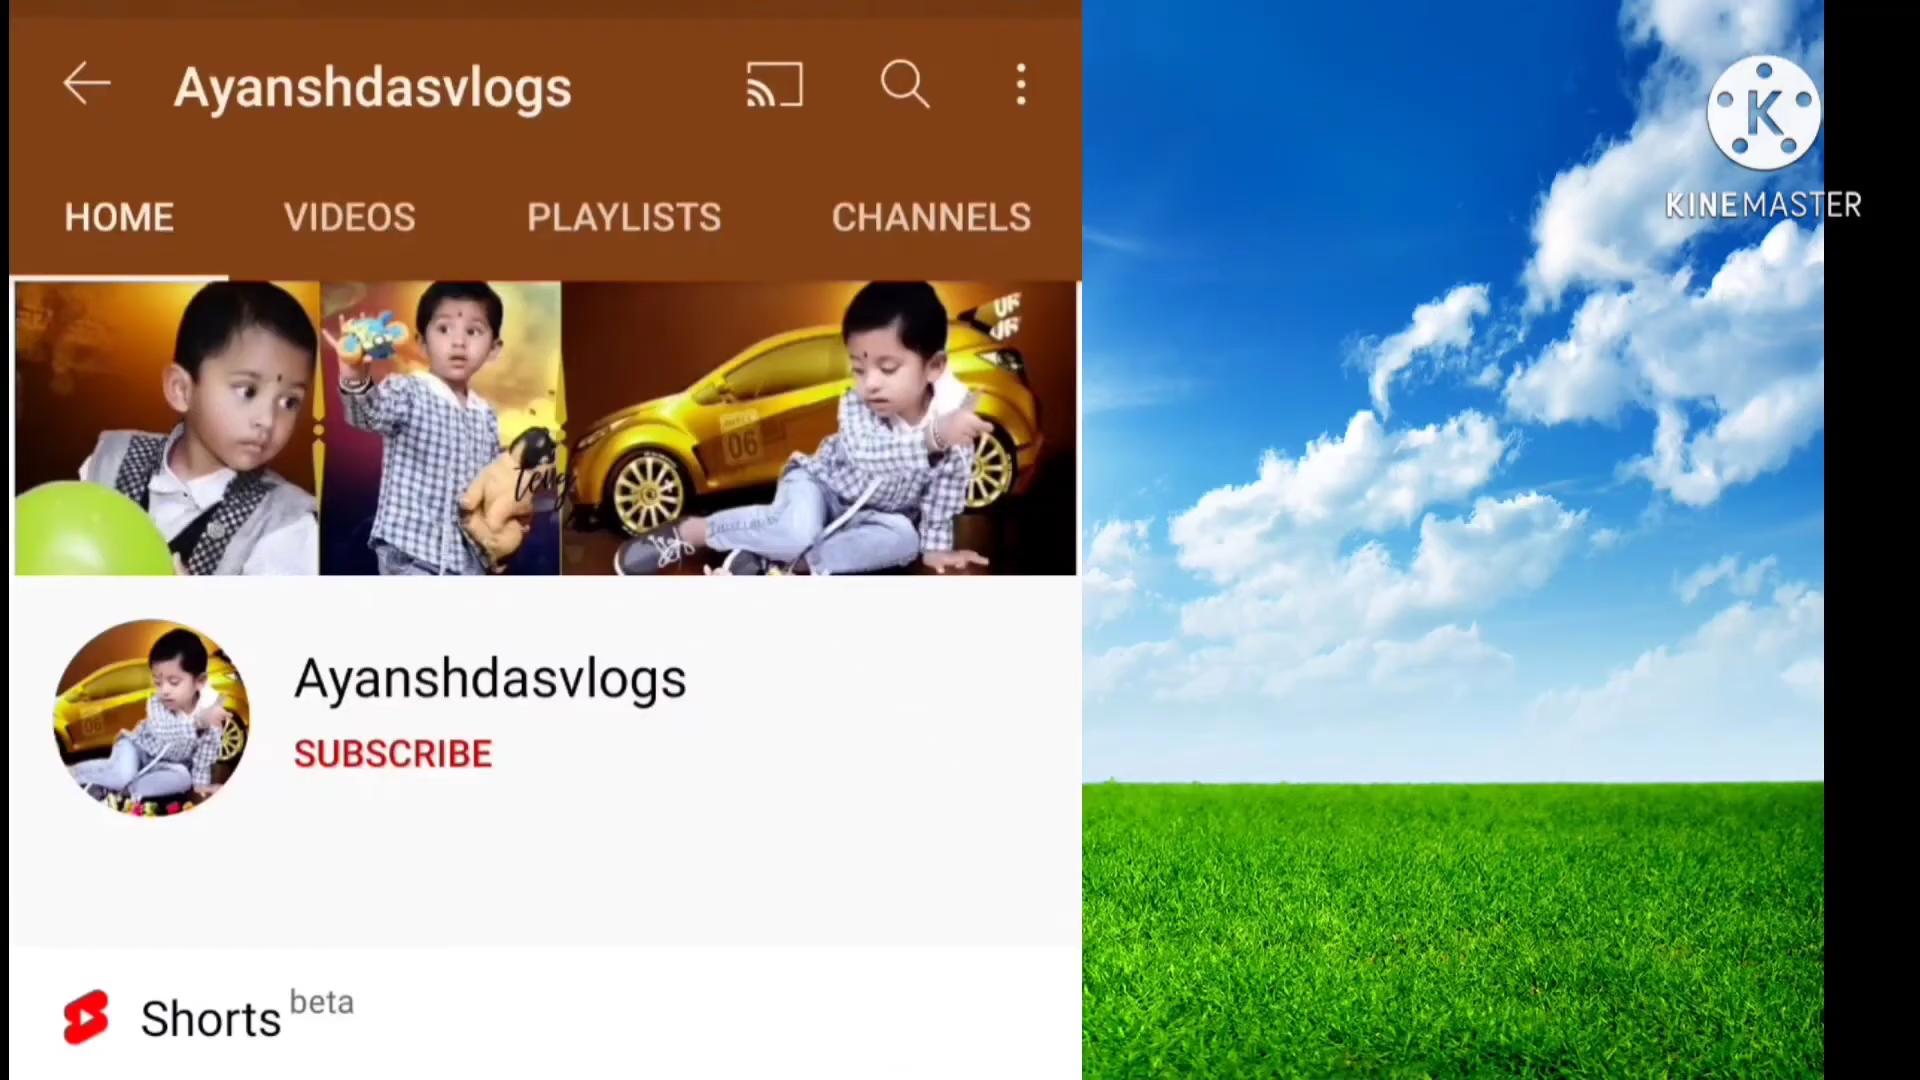 Ayanshdasvlogs
HOME VIDEOS PLAYLISTS CHANNELS
06
Ayanshdasvlogs
SUBSCRIBE
Shorts beta
K
KINEMASTER